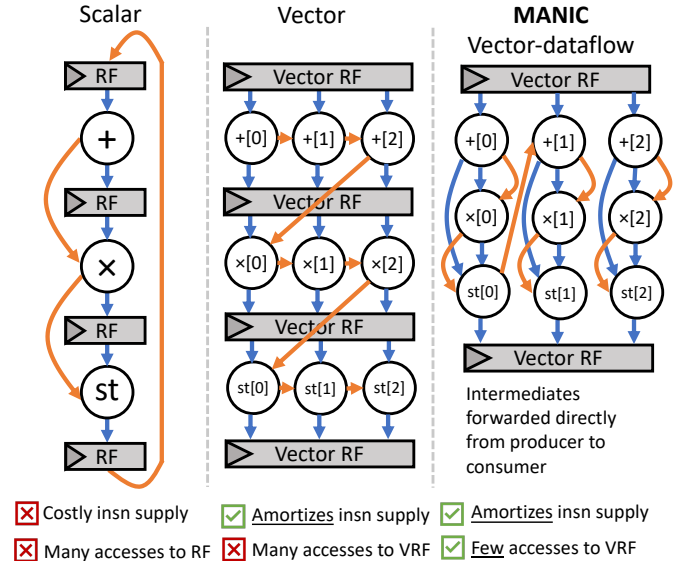 Scalar
RF
+
RF
×
RF
st
RF
Costly insn supply
Many accesses to RF
Vector
Vector RF
+[0] +[1] +[2]
Vector RF
×[0] ×[1] ×[2]
Vector RF
st[0] st[1] st[2]
Vector RF
Amortizes insn supply
Many accesses to VRF
MANIC
Vector-dataflow
Vector RF
+[0] +[1] +[2]
×[0] ×[1] ×[2]
st[0] st[1] st[2]
Vector RF
Intermediates
forwarded directly
from producer to
consumer
Amortizes insn supply
Few accesses to VRF